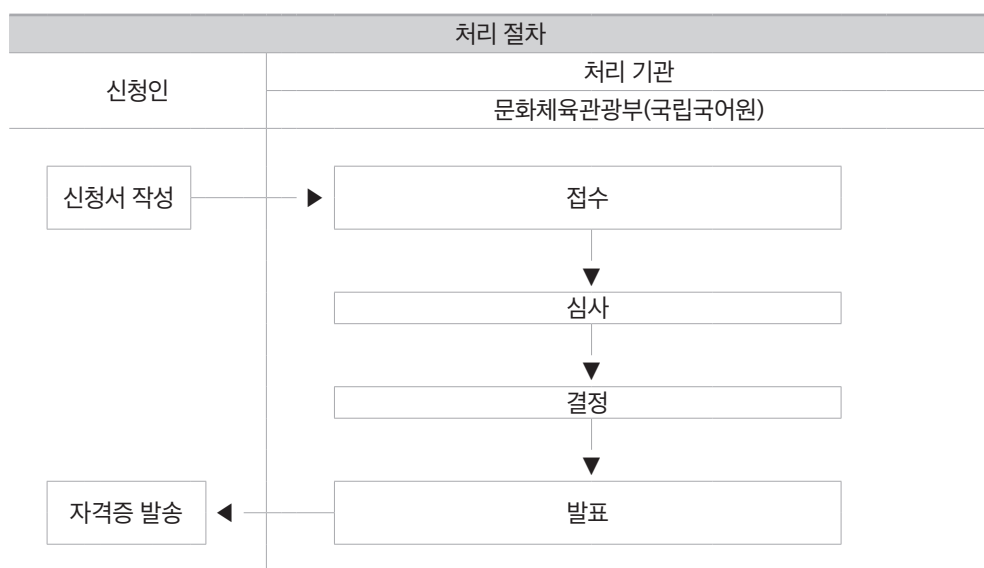 처리 절차
신청인
처리 기관
문화체육관광부(국립국어원)
신청서 작성
접수
심사
결정
자격증 발송
발표